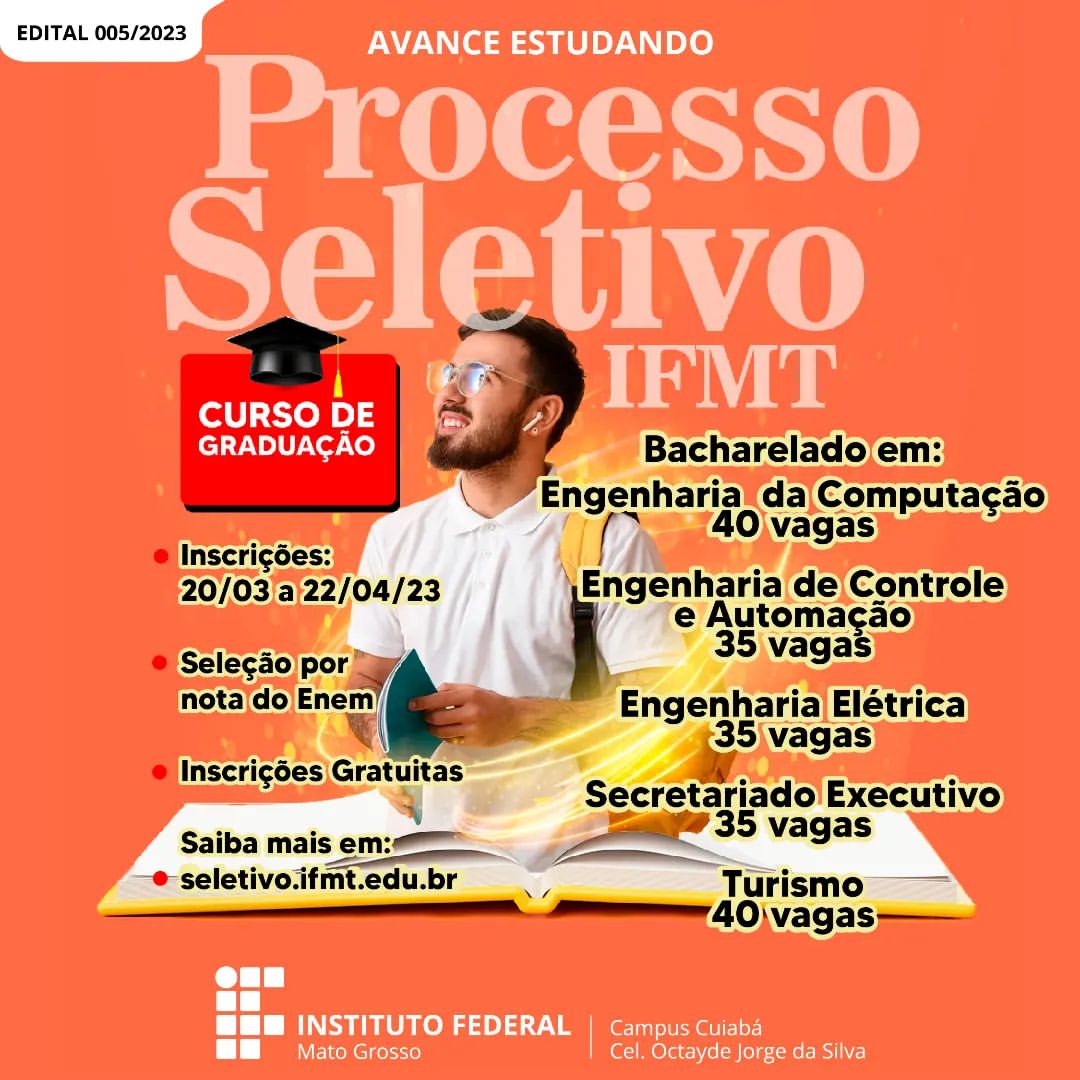 EDITAL 005/2023
AVANCE ESTUDANDO
Processo
Seletivo
IFMT
CURSO DE
GRADUAÇÃO
Inscrições:
20/03 a 22/04/23
Seleção por
nota do Enem
Inscrições Gratuitas
Saiba mais em:
seletivo.ifmt.edu.br
Bacharelado em:
Engenharia da Computação
40 vagas
Engenharia de Controle
e Automação
35 vagas
Engenharia Elétrica
35 vagas
Secretariado Executivo
35 vagas
Turismo
40 vagas
INSTITUTO FEDERAL
Mato Grosso
Campus Cuiabá
Cel. Octayde Jorge da Silva